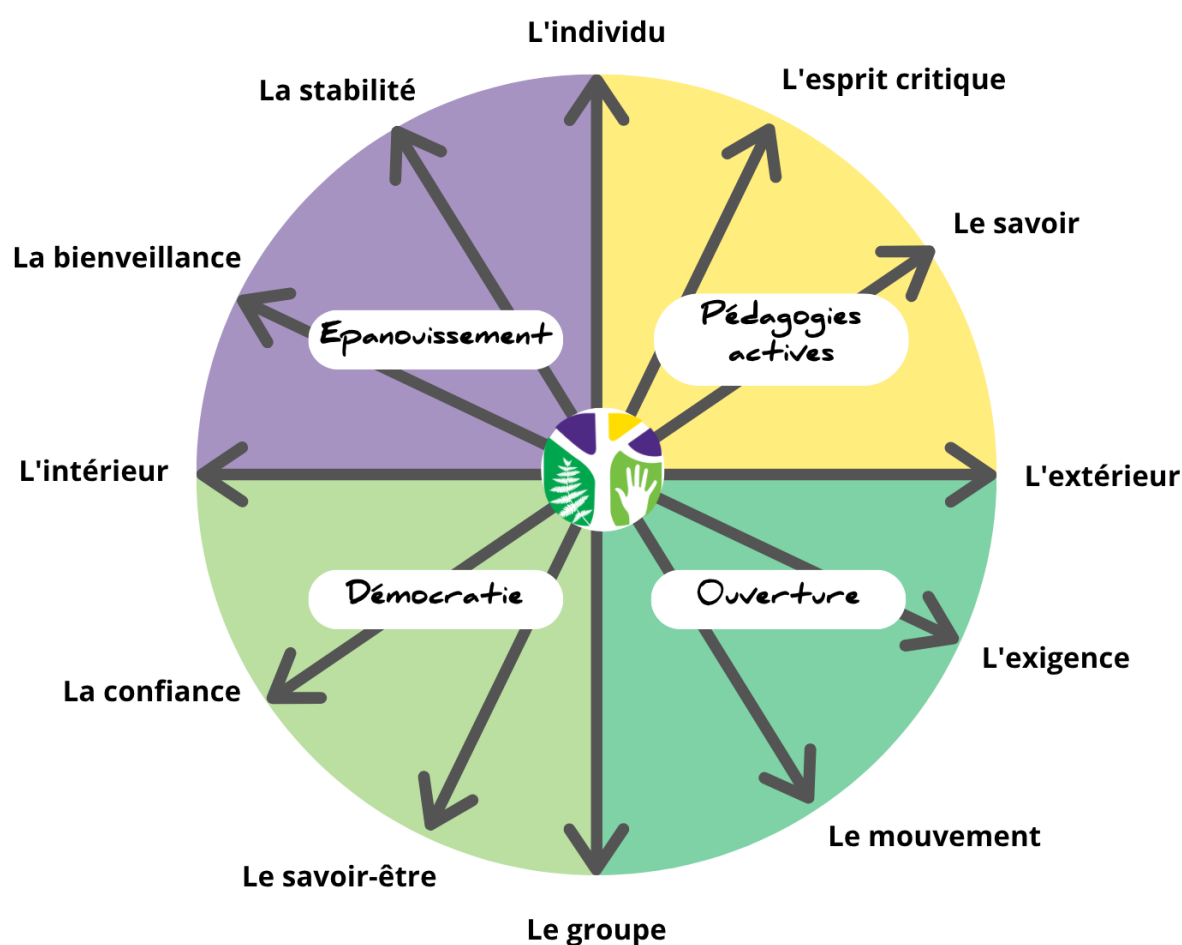 L'individu
La stabilité
L'esprit critique
Le savoir
La bienveillance
Epanouissement
Pédagogies
actives
L'intérieur
L'extérieur
Démocratie
Ouverture
L'exigence
La confiance
Le mouvement
Le savoir-être
Le groupe